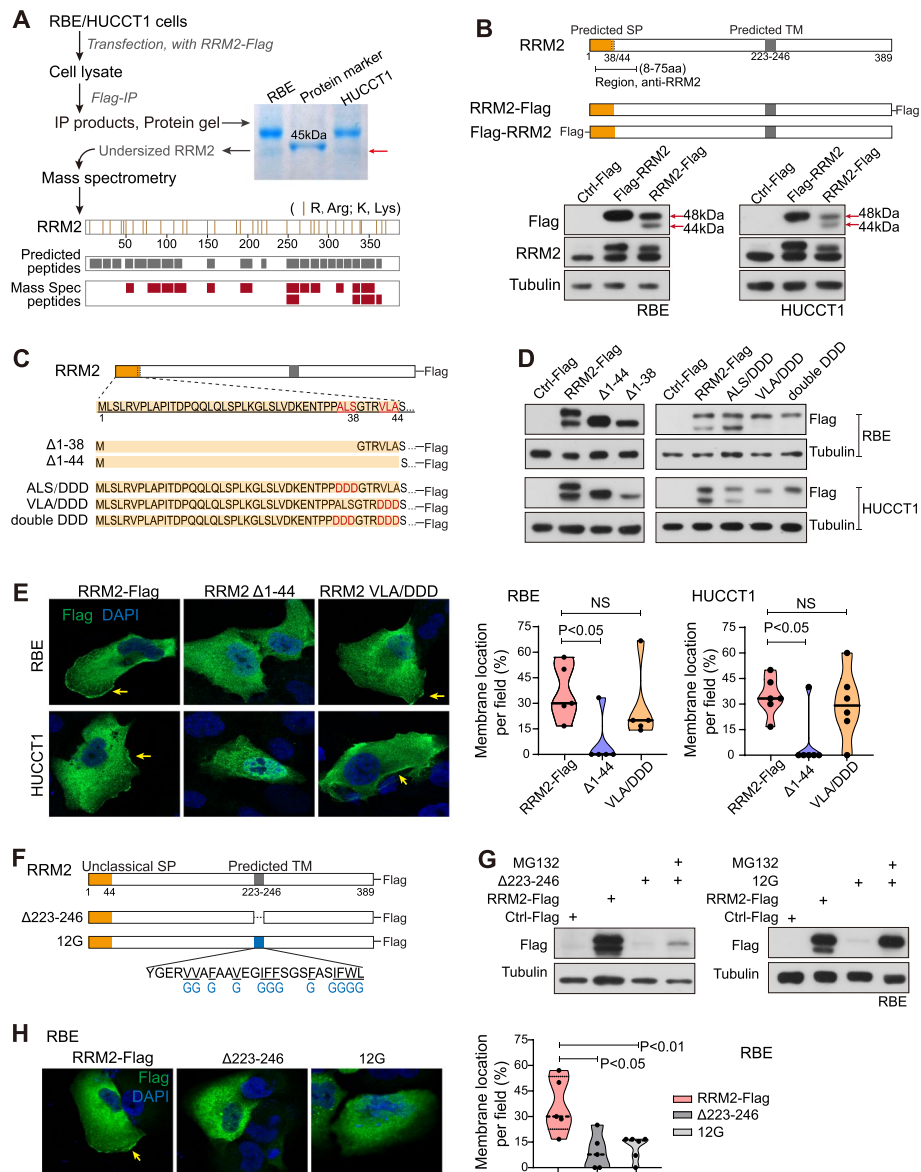 A
RBE/HUCCT1 cells
Transfection, with RRM2-Flag
Cell lysate
Flag-IP
IP products, Protein gel
Undersized RRM2
Mass spectrometry
RBE
Protein marker
HUCCT1
45kDa
( | R, Arg; K, Lys)
RRM2
50 100 150 200 250 300 350
Predicted
peptides
Mass Spec
peptides
B
Predicted SP Predicted TM
RRM2
1 38/44 223-246 389
(8-75aa)
Region, anti-RRM2
RRM2-Flag Flag
Flag-RRM2 Flag
Ctrl-Flag Flag-RRM2 RRM2-Flag
Ctrl-Flag Flag-RRM2 RRM2-Flag
Flag 48kDa 48kDa
44kDa 44kDa
RRM2
Tubulin
RBE HUCCT1
C
RRM2 Flag
MLSLRVPLAPITDPQQLQLSPLKGLSLVDKENTPPALSGTRVLAS...
1 38 44
Δ1-38 M GTRVLAS...Flag
Δ1-44 M S...Flag
ALS/DDD MLSLRVPLAPITDPQQLQLSPLKGLSLVDKENTPPDDDGTRVLAS...Flag
VLA/DDD MLSLRVPLAPITDPQQLQLSPLKGLSLVDKENTPPALSGTRDDDS...Flag
double DDD MLSLRVPLAPITDPQQLQLSPLKGLSLVDKENTPPDDDGTRDDDS...Flag
D
Ctrl-Flag RRM2-Flag Δ1-44 Δ1-38
Ctrl-Flag RRM2-Flag ALS/DDD VLA/DDD double DDD
Flag
RBE
Tubulin
Flag
HUCCT1
Tubulin
E
RRM2-Flag RRM2 Δ1-44 RRM2 VLA/DDD
Flag DAPI
RBE
HUCCT1
RBE
NS
P<0.05
Membrane location
per field (%)
75
60
45
30
15
0
RRM2-Flag Δ1-44 VLA/DDD
HUCCT1
NS
P<0.05
Membrane location
per field (%)
75
60
45
30
15
0
RRM2-Flag Δ1-44 VLA/DDD
F
RRM2 Unclassical SP Predicted TM
Flag
1 44 223-246 389
Δ223-246 Flag
12G Flag
YGERVVAFAAVEGIFFSGSFASIFWL
GG G G GGG G GGGG
G
MG132 +
Δ223-246 + +
RRM2-Flag +
Ctrl-Flag +
Flag
Tubulin
MG132 +
12G + +
RRM2-Flag +
Ctrl-Flag +
Flag
Tubulin
RBE
H
RBE
RRM2-Flag Δ223-246 12G
Flag
DAPI
P<0.01
P<0.05
RBE
Membrane location
per field (%)
75
60
45
30
15
0
RRM2-Flag
Δ223-246
12G